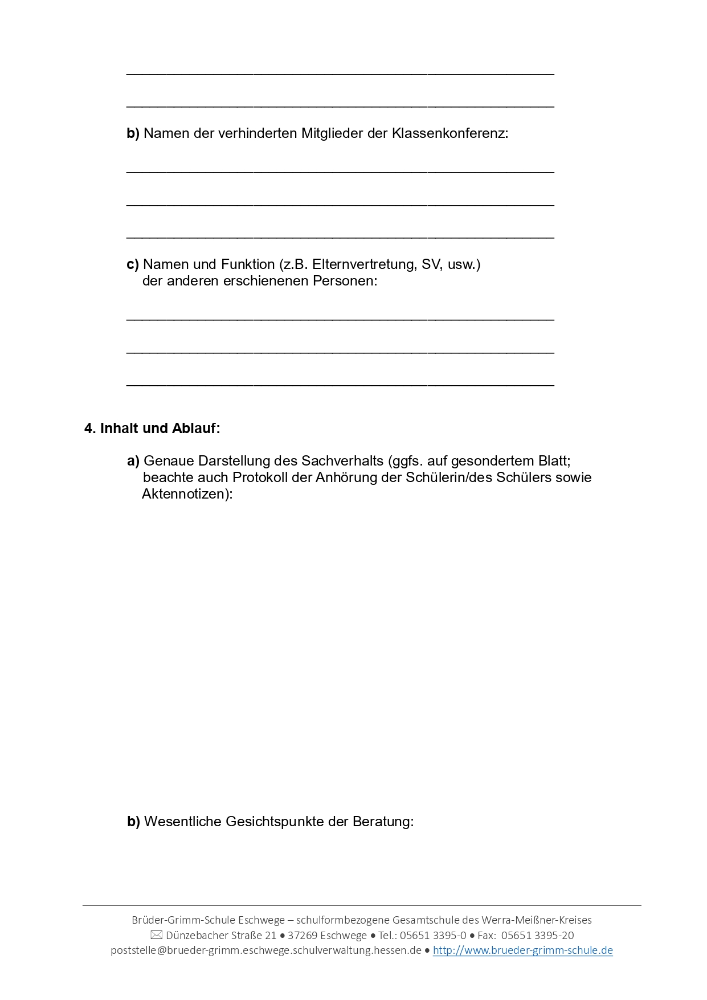 b) Namen der verhinderten Mitglieder der Klassenkonferenz:
c) Namen und Funktion (z.B. Elternvertretung, SV, usw.)
der anderen erschienenen Personen:
4. Inhalt und Ablauf:
a) Genaue Darstellung des Sachverhalts (ggfs. auf gesondertem Blatt;
beachte auch Protokoll der Anhörung der Schülerin/des Schülers sowie
Aktennotizen):
b) Wesentliche Gesichtspunkte der Beratung:
Brüder-Grimm-Schule Eschwege – schulformbezogene Gesamtschule des Werra-Meißner-Kreises
🖂 Dünzebacher Straße 21 • 37269 Eschwege • Tel.: 05651 3395-0 • Fax: 05651 3395-20
poststelle@brueder-grimm.eschwege.schulverwaltung.hessen.de • http://www.brueder-grimm-schule.de